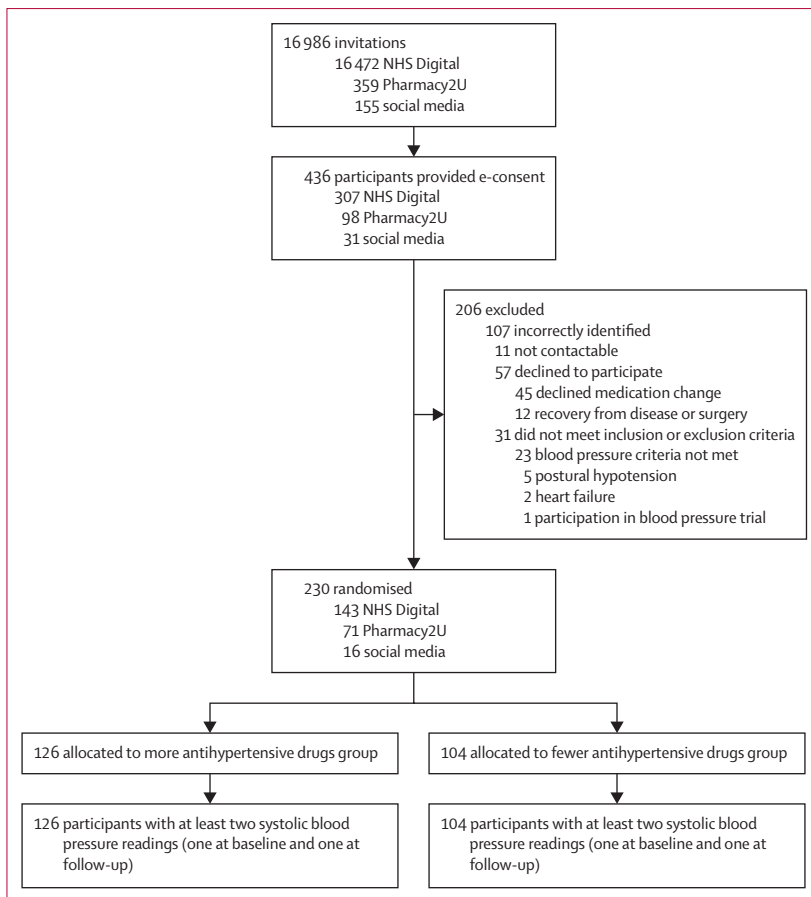 16 986 invitations
16 472 NHS Digital
359 Pharmacy2U
155 social media
436 participants provided e-consent
307 NHS Digital
98 Pharmacy2U
31 social media
206 excluded
107 incorrectly identified
11 not contactable
57 declined to participate
45 declined medication change
12 recovery from disease or surgery
31 did not meet inclusion or exclusion criteria
23 blood pressure criteria not met
5 postural hypotension
2 heart failure
1 participation in blood pressure trial
230 randomised
143 NHS Digital
71 Pharmacy2U
16 social media
126 allocated to more antihypertensive drugs group
104 allocated to fewer antihypertensive drugs group
126 participants with at least two systolic blood
pressure readings (one at baseline and one at
follow-up)
104 participants with at least two systolic blood
pressure readings (one at baseline and one at
follow-up)